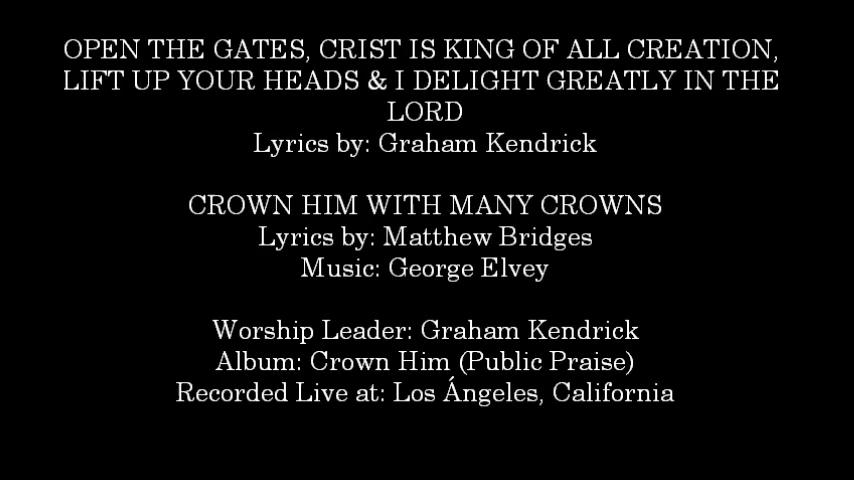 OPEN THE GATES, CRIST IS KING OF ALL CREATION,
LIFT UP YOUR HEADS & I DELIGHT GREATLY IN THE
LORD
Lyrics by: Graham Kendrick
CROWN HIM WITH MANY CROWNS
Lyrics by: Matthew Bridges
Music: George Elvey
Worship Leader: Graham Kendrick
Album: Crown Him (Public Praise)
Recorded Live at: Los Ángeles, California